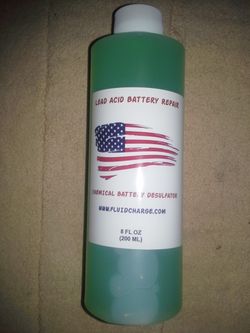 LEAD ACID BATTERY REPAIR
CHEMICAL BATTERY DESULFATOR
WWW.FLUIDCHARGE.COM
8 FL OZ
(200 ML)